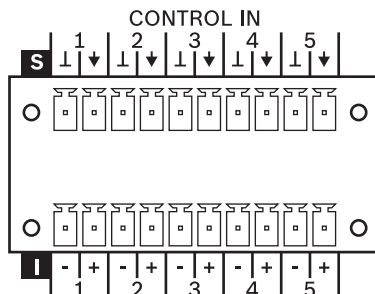 CONTROL IN
1 2 3 4 5
S ⊥ ↓ ⊥ ↓ ⊥ ↓ ⊥ ↓ ⊥ ↓
I - + - + - + - + - +
1 2 3 4 5